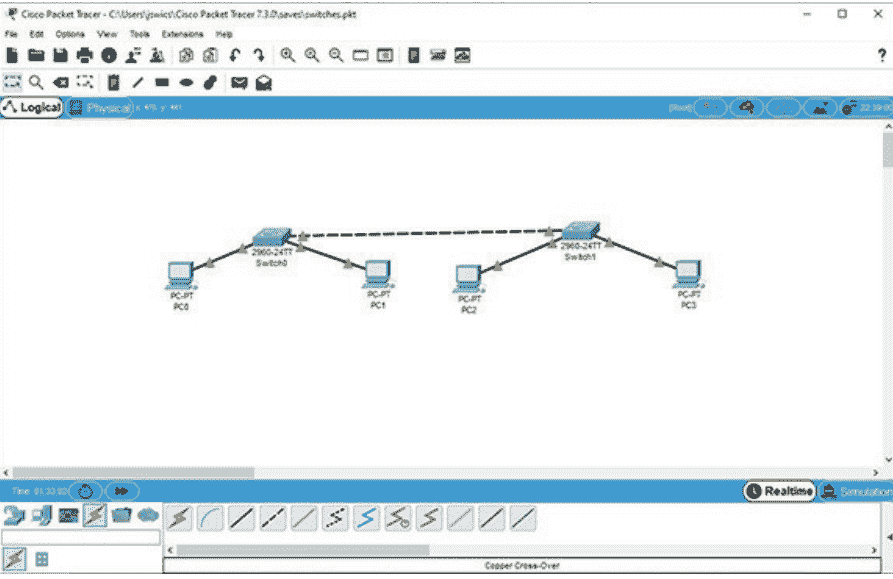 Cisco Packet Tracer - C:\Users\jswics\Cisco Packet Tracer 7.3.0\saves\switches.pkt
File Edit Options View Tools Extensions Help
?
Logical Physical
[Root]
2960-24TT
Switch0
2960-24TT
Switch1
PC-PT
PC0
PC-PT
PC1
PC-PT
PC2
PC-PT
PC3
Time:
Realtime Simulation
Copper Cross-Over